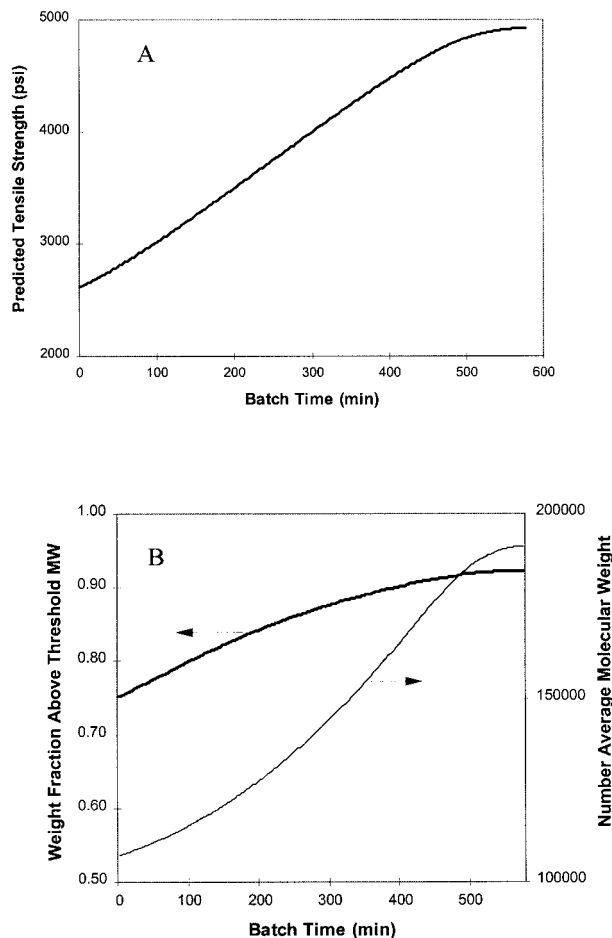 A
5000
4000
3000
2000
Predicted Tensile Strength (psi)
0 100 200 300 400 500 600
Batch Time (min)
B
1.00
0.90
0.80
0.70
0.60
0.50
Weight Fraction Above Threshold MW
200000
150000
100000
Number Average Molecular Weight
0 100 200 300 400 500
Batch Time (min)